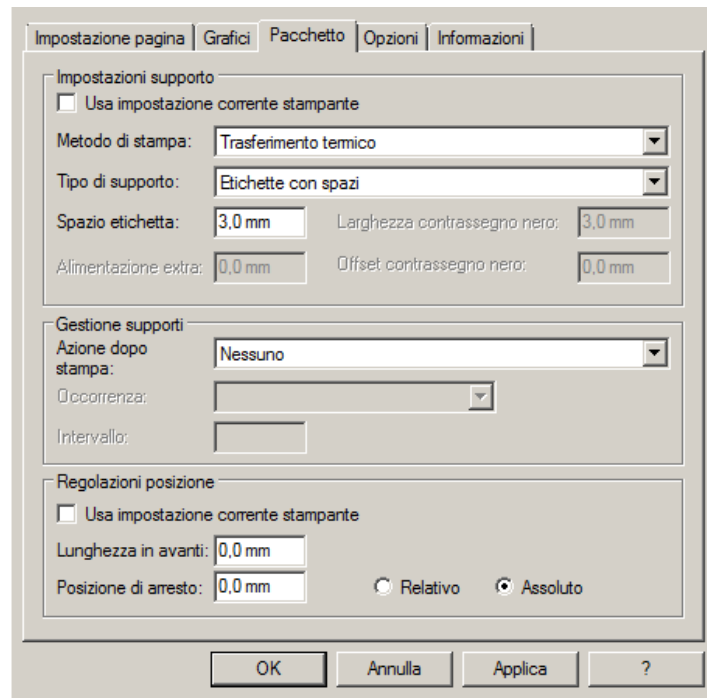 Impostazione pagina Grafici Pacchetto Opzioni Informazioni
Impostazioni supporto
Usa impostazione corrente stampante
Metodo di stampa: Trasferimento termico
Tipo di supporto: Etichette con spazi
Spazio etichetta: 3,0 mm Larghezza contrassegno nero: 3,0 mm
Alimentazione extra: 0,0 mm Offset contrassegno nero: 0,0 mm
Gestione supporti
Azione dopo
stampa: Nessuno
Occorrenza:
Intervallo:
Regolazioni posizione
Usa impostazione corrente stampante
Lunghezza in avanti: 0,0 mm
Posizione di arresto: 0,0 mm Relativo Assoluto
OK Annulla Applica ?